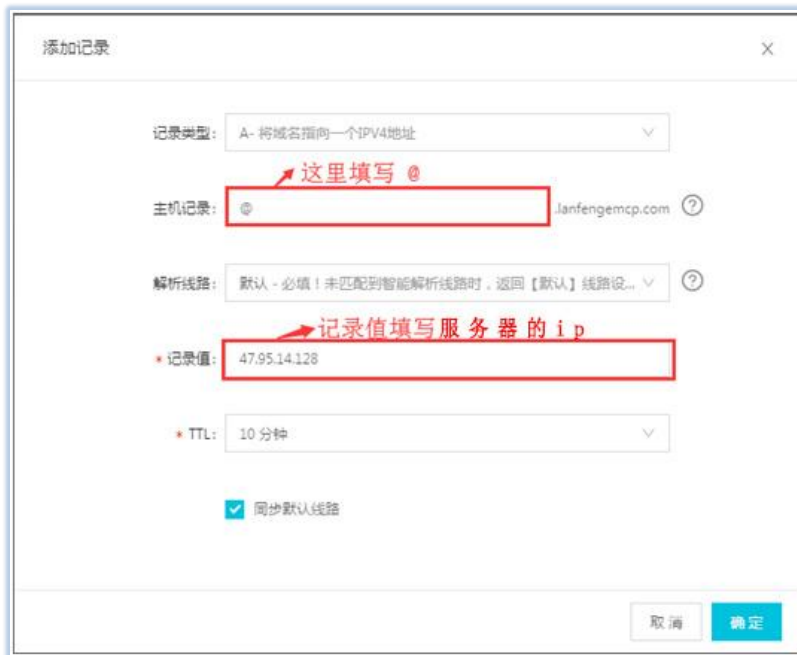 添加记录
记录类型: A- 将域名指向一个IPV4地址
这里填写 @
主机记录: @ .lanfengemcp.com ?
解析线路: 默认 - 必填！未匹配到智能解析线路时，返回【默认】线路设... ?
记录值填写服务器的ip
* 记录值: 47.95.14.128
* TTL: 10 分钟
同步默认线路
取消 确定